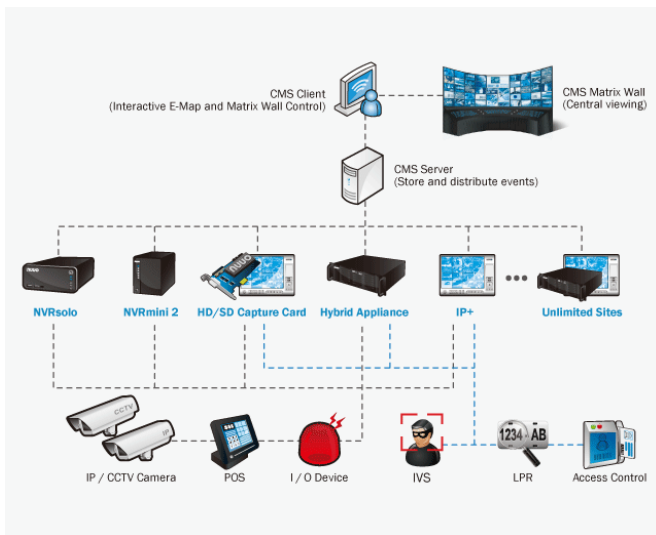 CMS Client
(Interactive E-Map and Matrix Wall Control)
CMS Matrix Wall
(Central viewing)
CMS Server
(Store and distribute events)
NUUO
NVRsolo
NVRmini 2
HD/SD Capture Card
Hybrid Appliance
IP+
Unlimited Sites
CCTV
IP
1234 AB
IP / CCTV Camera
POS
I / O Device
IVS
LPR
Access Control